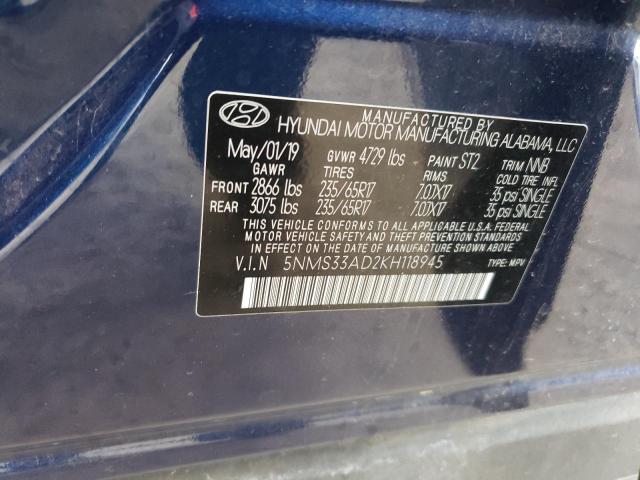 MANUFACTURED BY
HYUNDAI MOTOR MANUFACTURING ALABAMA, LLC
May/01/19 GVWR 4729 lbs PAINT ST2 TRIM NNB
GAWR TIRES RIMS COLD TIRE INFL
FRONT 2866 lbs 235/65R17 7.0JX17 35 psi SINGLE
REAR 3075 lbs 235/65R17 7.0JX17 35 psi SINGLE
THIS VEHICLE CONFORMS TO ALL APPLICABLE U.S.A. FEDERAL
MOTOR VEHICLE SAFETY AND THEFT PREVENTION STANDARDS
IN EFFECT ON THE DATE OF MANUFACTURE SHOWN ABOVE
V.I.N 5NMS33AD2KH118945 TYPE: MPV